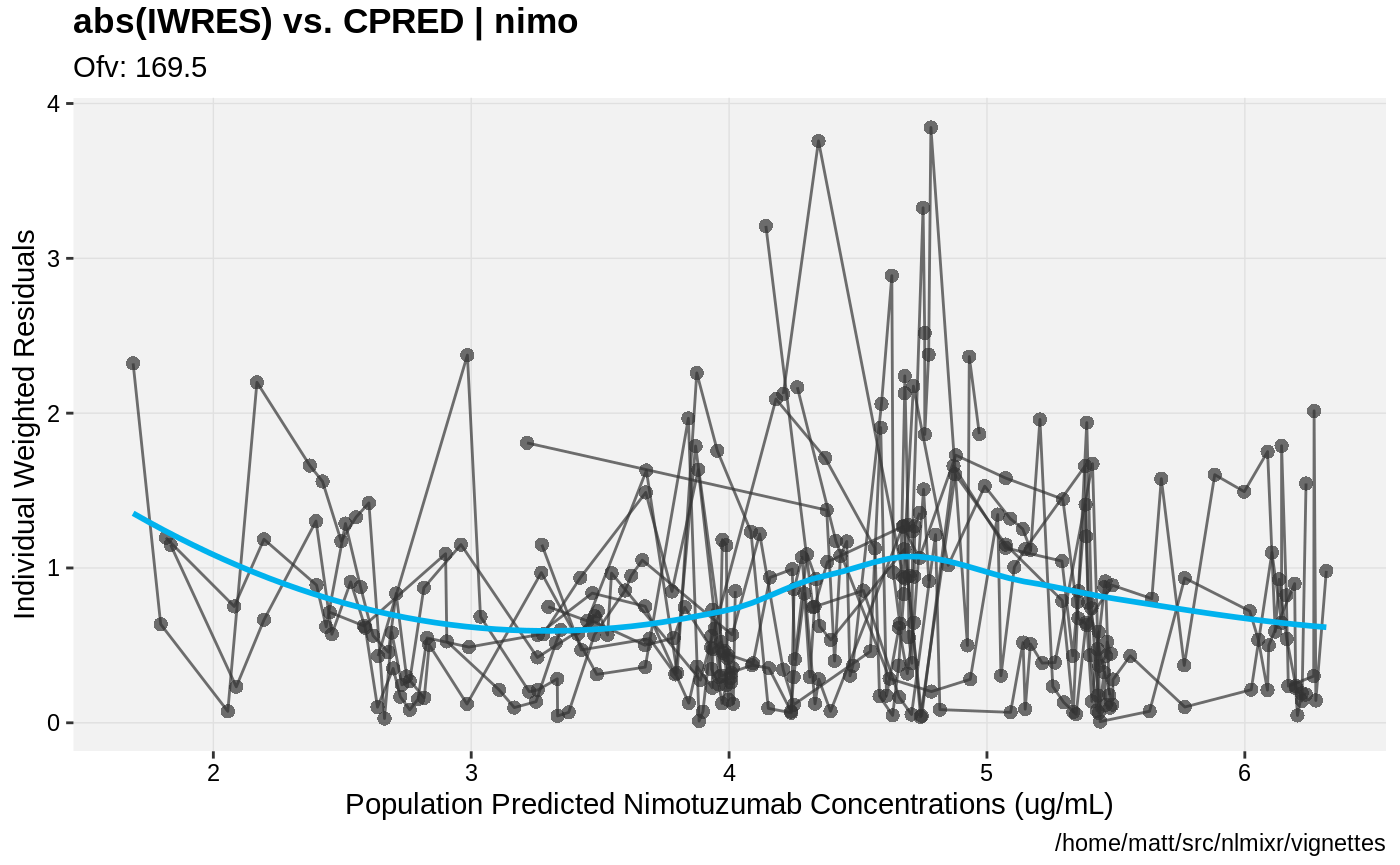 abs(IWRES) vs. CPRED | nimo
Ofv: 169.5
4
3
2
1
0
Individual Weighted Residuals
2 3 4 5 6
Population Predicted Nimotuzumab Concentrations (ug/mL)
/home/matt/src/nlmixr/vignettes